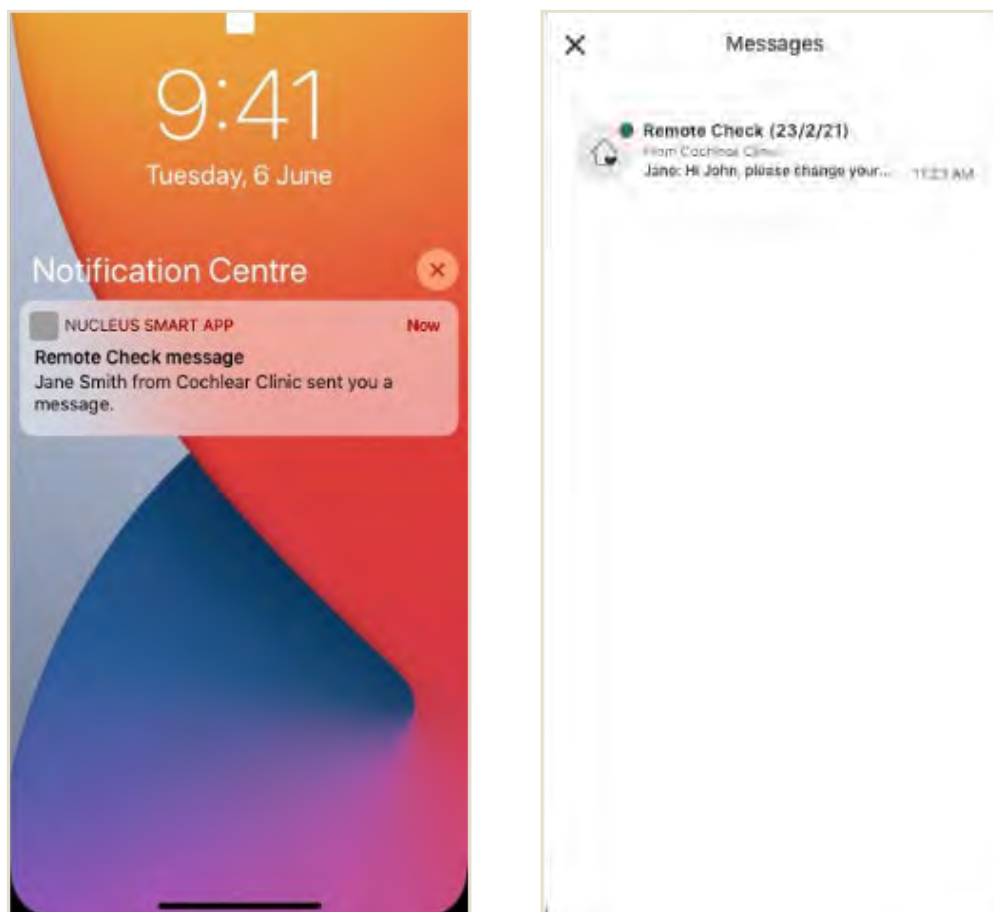 9:41
Tuesday, 6 June
Notification Centre
NUCLEUS SMART APP Now
Remote Check message
Jane Smith from Cochlear Clinic sent you a
message.
Messages
Remote Check (23/2/21)
From Cochlear Clinic
Jane: Hi John, please change your... 11:23 AM